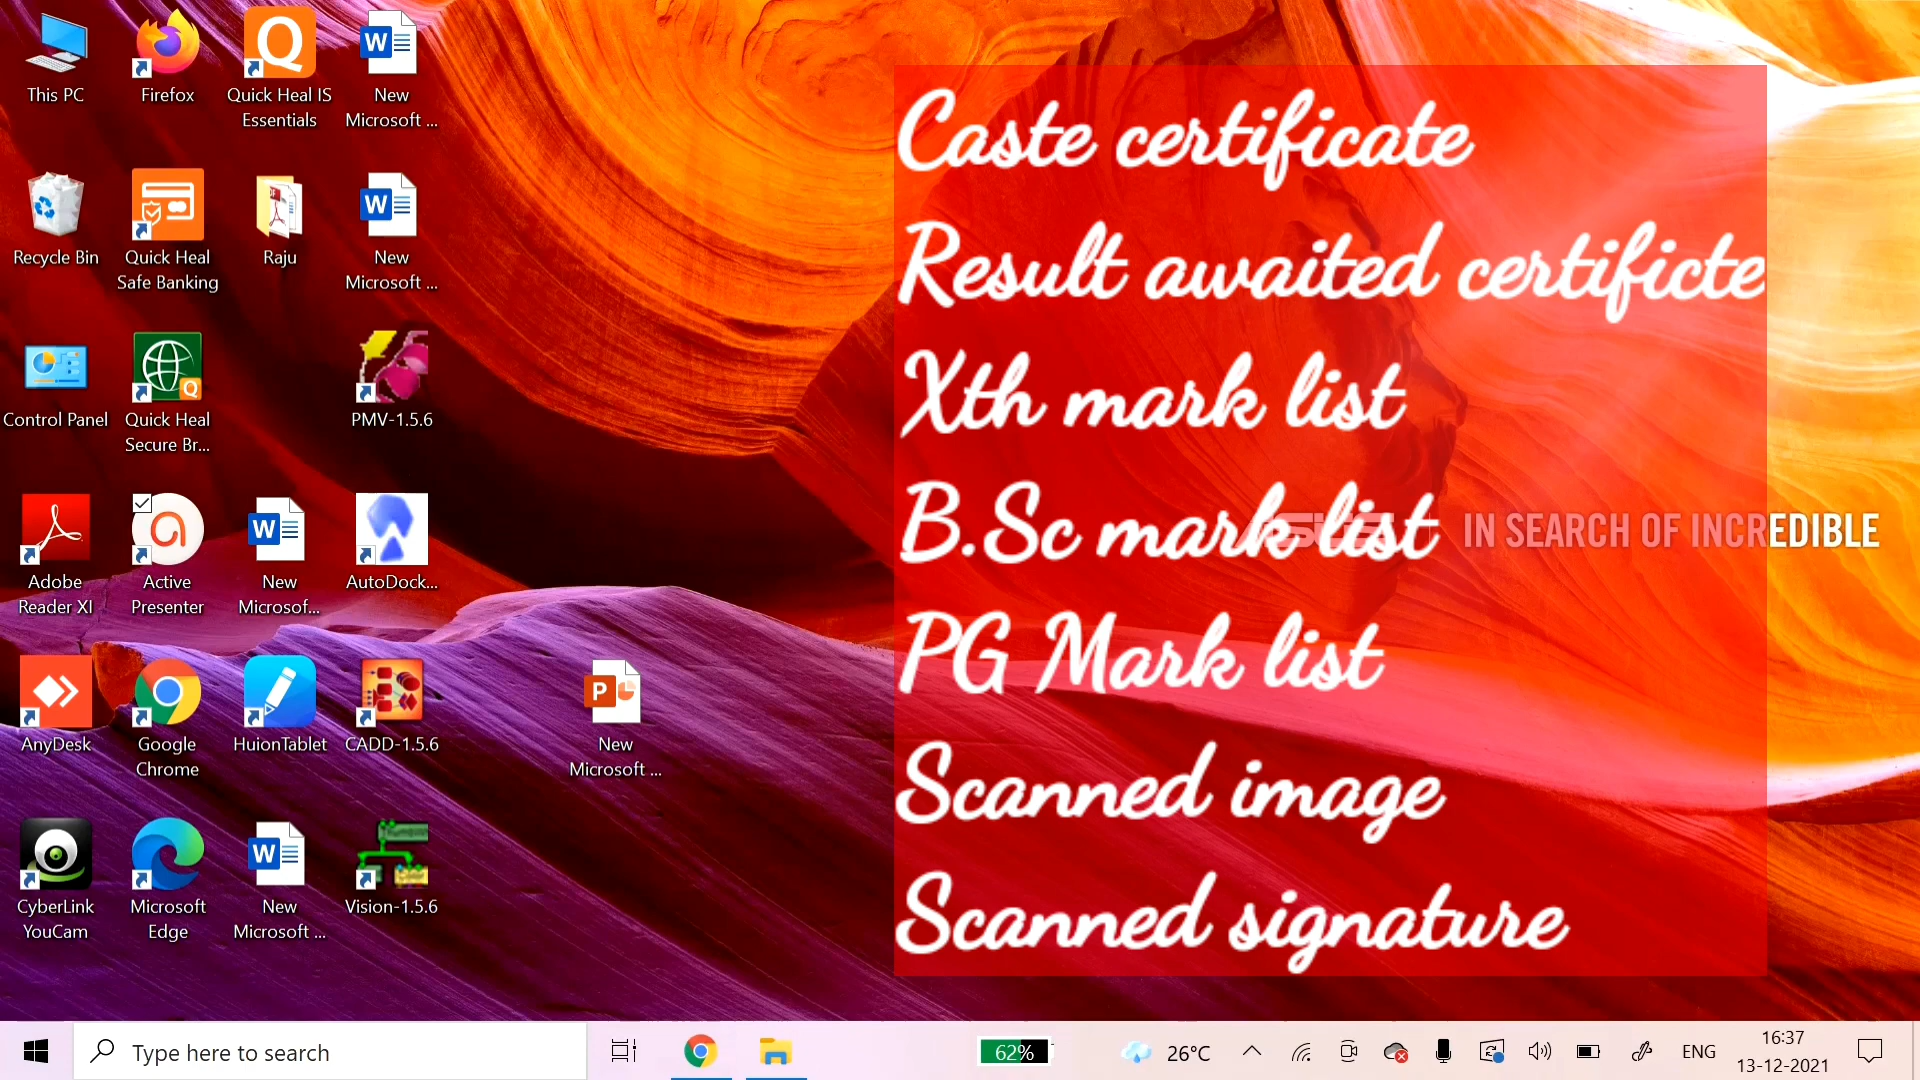 This PC
Firefox
Quick Heal IS
Essentials
New
Microsoft ...
Recycle Bin
Quick Heal
Safe Banking
Raju
New
Microsoft ...
Control Panel
Quick Heal
Secure Br...
PMV-1.5.6
Adobe
Reader XI
Active
Presenter
New
Microsof...
AutoDock...
AnyDesk
Google
Chrome
HuionTablet
CADD-1.5.6
New
Microsoft ...
CyberLink
YouCam
Microsoft
Edge
New
Microsoft ...
Vision-1.5.6
Caste certificate
Result awaited certificte
Xth mark list
B.Sc mark list
PG Mark list
Scanned image
Scanned signature
ASUS IN SEARCH OF INCREDIBLE
Type here to search
62%
26°C
ENG
16:37
13-12-2021